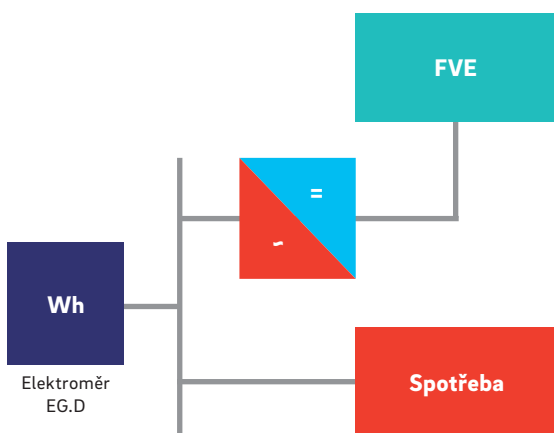 FVE
=
~
Wh
Elektroměr
EG.D
Spotřeba